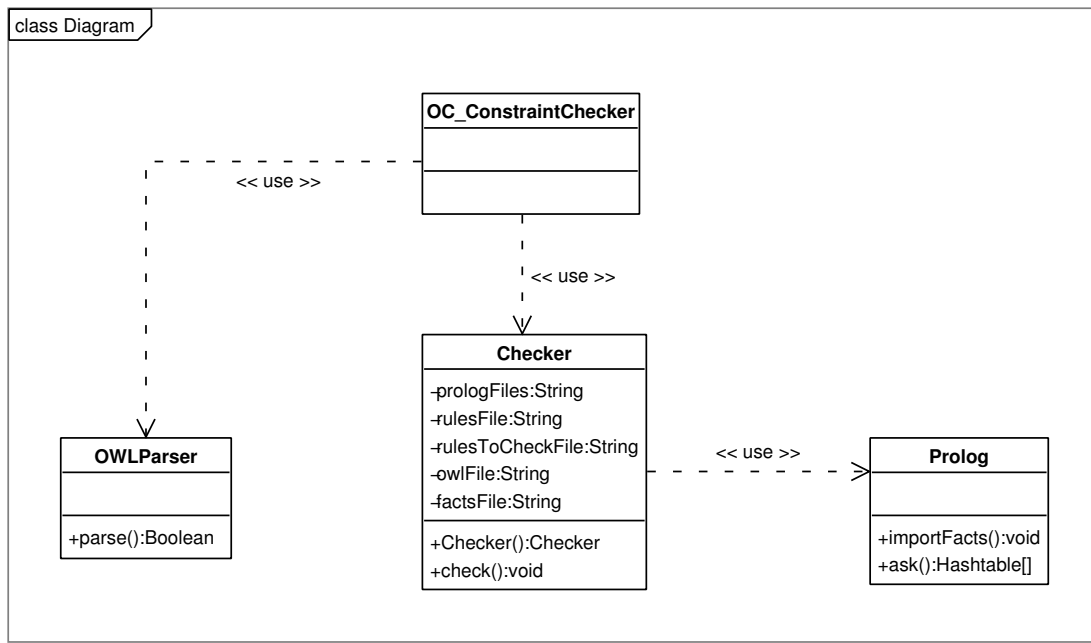 class Diagram
OC_ConstraintChecker
<< use >>
<< use >>
Checker
-prologFiles:String
-rulesFile:String
-rulesToCheckFile:String
-owlFile:String
-factsFile:String
+Checker():Checker
+check():void
OWLParser
+parse():Boolean
<< use >>
Prolog
+importFacts():void
+ask():Hashtable[]